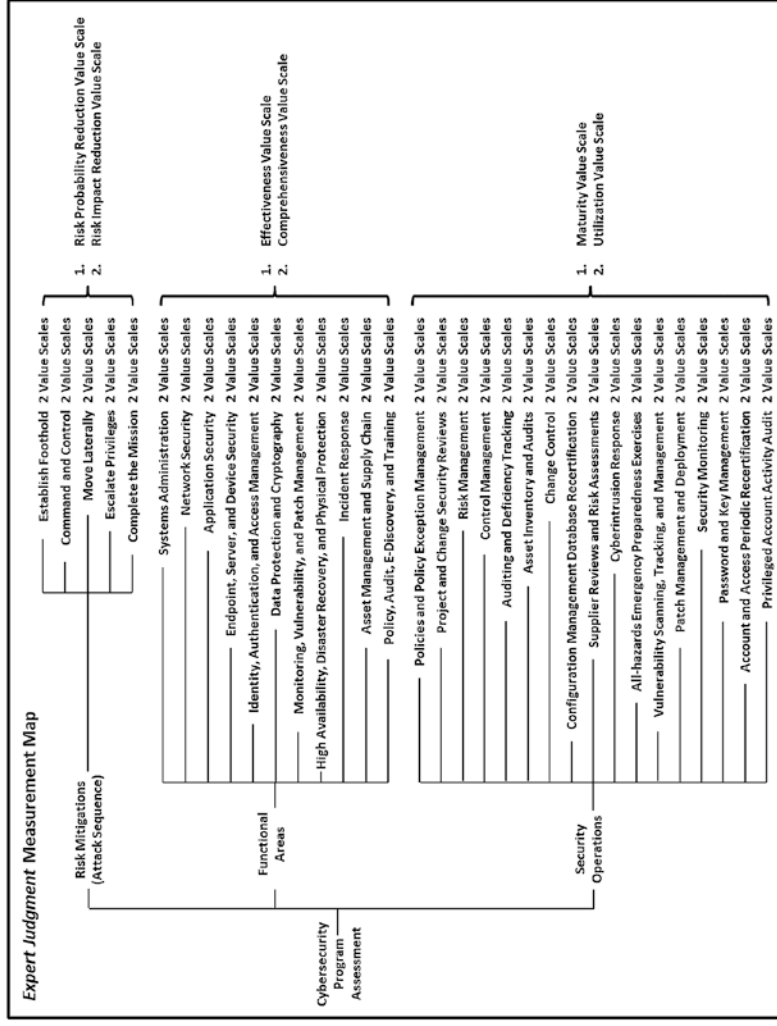 Expert Judgment Measurement Map
Cybersecurity
Program
Assessment
Risk Mitigations
(Attack Sequence)
Establish Foothold 2 Value Scales
Command and Control 2 Value Scales
Move Laterally 2 Value Scales
Escalate Privileges 2 Value Scales
Complete the Mission 2 Value Scales
1. Risk Probability Reduction Value Scale
2. Risk Impact Reduction Value Scale
Functional
Areas
Systems Administration 2 Value Scales
Network Security 2 Value Scales
Application Security 2 Value Scales
Endpoint, Server, and Device Security 2 Value Scales
Identity, Authentication, and Access Management 2 Value Scales
Data Protection and Cryptography 2 Value Scales
Monitoring, Vulnerability, and Patch Management 2 Value Scales
High Availability, Disaster Recovery, and Physical Protection 2 Value Scales
Incident Response 2 Value Scales
Asset Management and Supply Chain 2 Value Scales
Policy, Audit, E-Discovery, and Training 2 Value Scales
1. Effectiveness Value Scale
2. Comprehensiveness Value Scale
Security
Operations
Policies and Policy Exception Management 2 Value Scales
Project and Change Security Reviews 2 Value Scales
Risk Management 2 Value Scales
Control Management 2 Value Scales
Auditing and Deficiency Tracking 2 Value Scales
Asset Inventory and Audits 2 Value Scales
Change Control 2 Value Scales
Configuration Management Database Recertification 2 Value Scales
Supplier Reviews and Risk Assessments 2 Value Scales
Cyberintrusion Response 2 Value Scales
All-hazards Emergency Preparedness Exercises 2 Value Scales
Vulnerability Scanning, Tracking, and Management 2 Value Scales
Patch Management and Deployment 2 Value Scales
Security Monitoring 2 Value Scales
Password and Key Management 2 Value Scales
Account and Access Periodic Recertification 2 Value Scales
Privileged Account Activity Audit 2 Value Scales
1. Maturity Value Scale
2. Utilization Value Scale